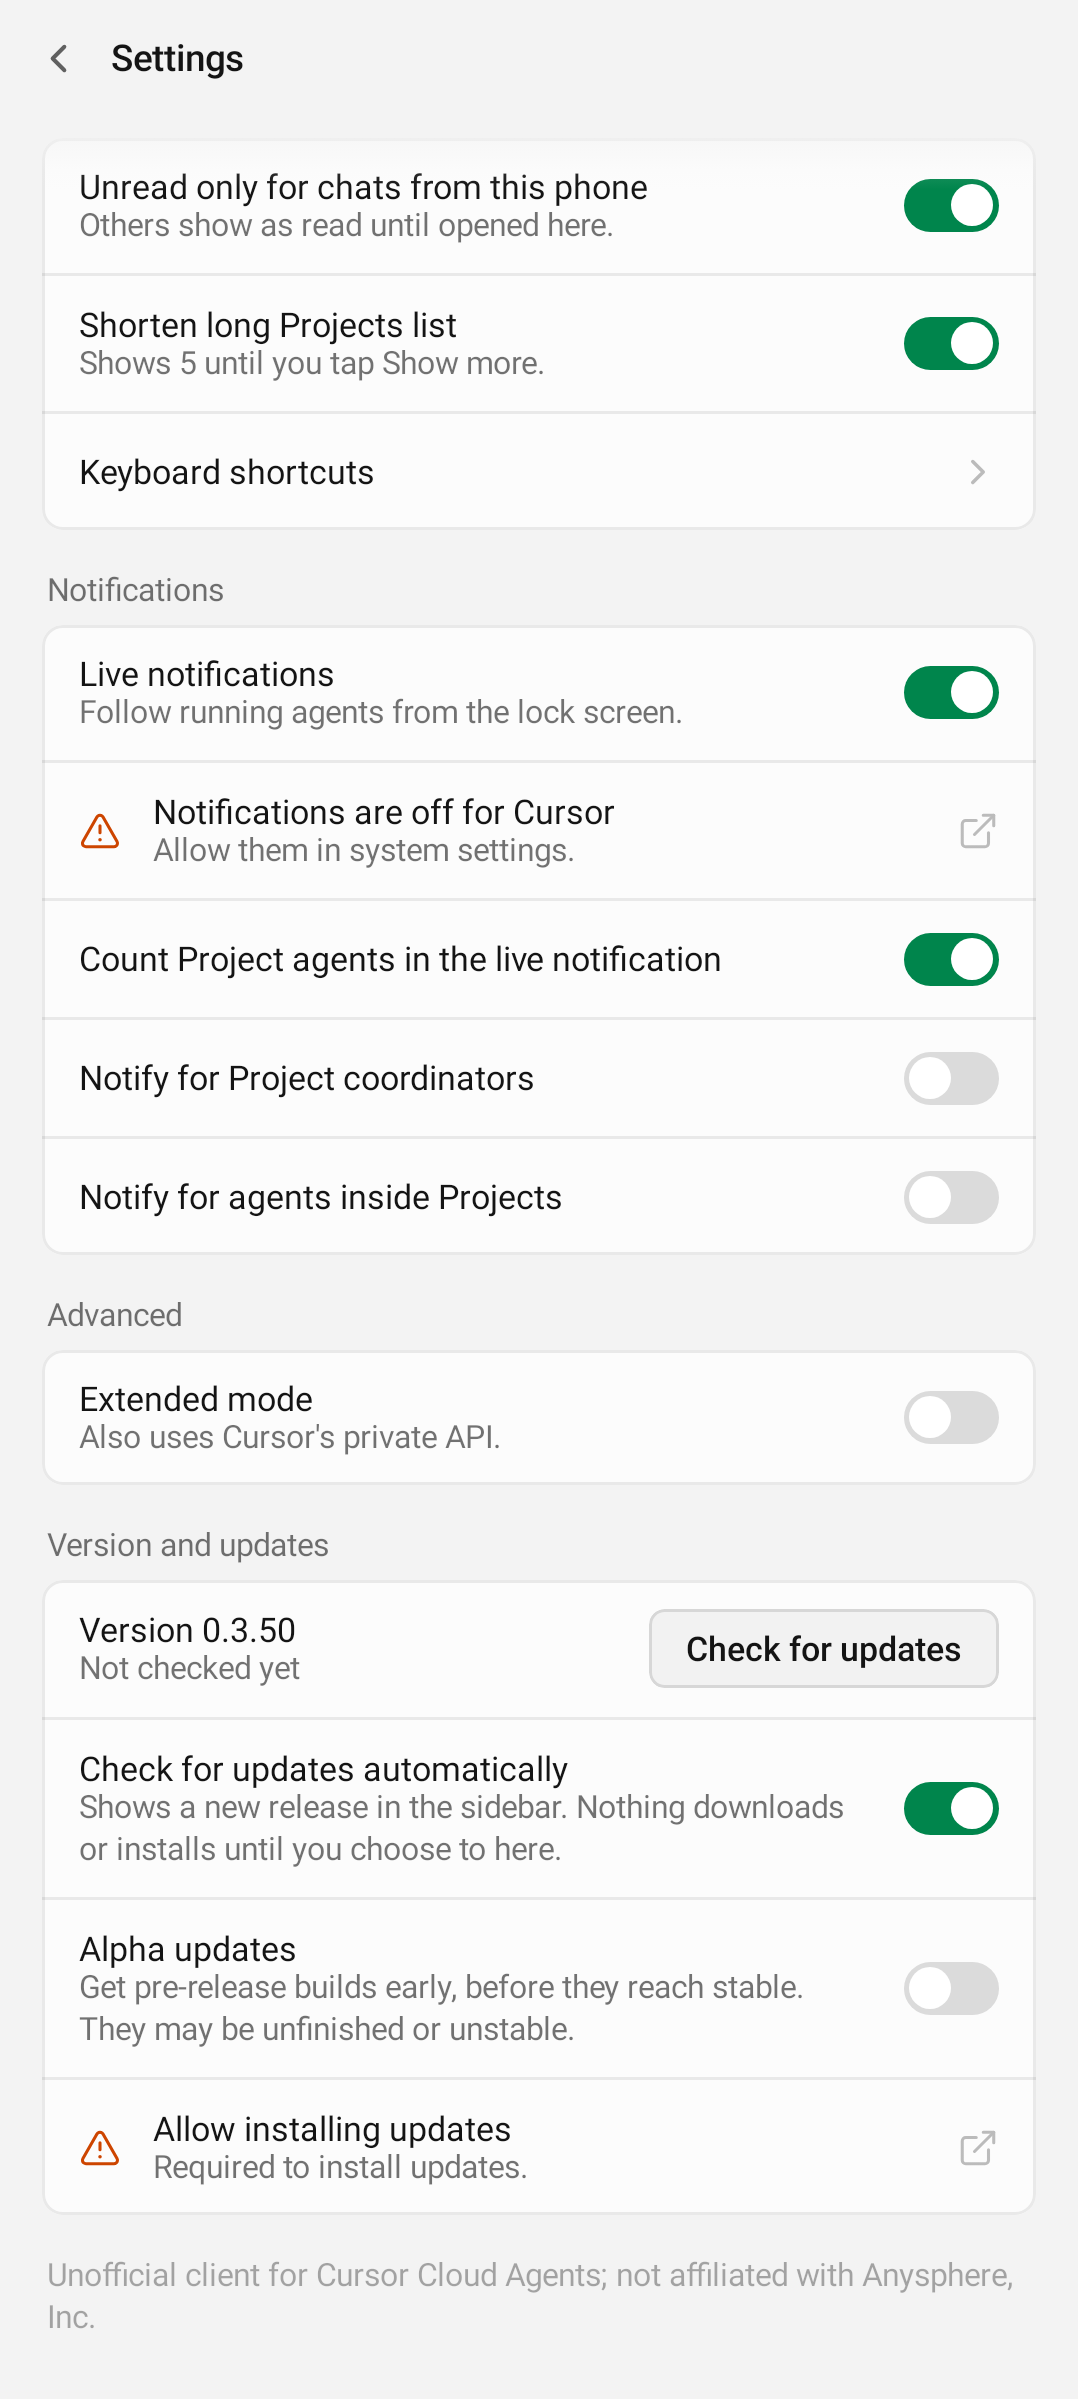 Settings
Unread only for chats from this phone
Others show as read until opened here.
Shorten long Projects list
Shows 5 until you tap Show more.
Keyboard shortcuts
Notifications
Live notifications
Follow running agents from the lock screen.
Notifications are off for Cursor
Allow them in system settings.
Count Project agents in the live notification
Notify for Project coordinators
Notify for agents inside Projects
Advanced
Extended mode
Also uses Cursor's private API.
Version and updates
Version 0.3.50
Not checked yet
Check for updates
Check for updates automatically
Shows a new release in the sidebar. Nothing downloads
or installs until you choose to here.
Alpha updates
Get pre-release builds early, before they reach stable.
They may be unfinished or unstable.
Allow installing updates
Required to install updates.
Unofficial client for Cursor Cloud Agents; not affiliated with Anysphere,
Inc.